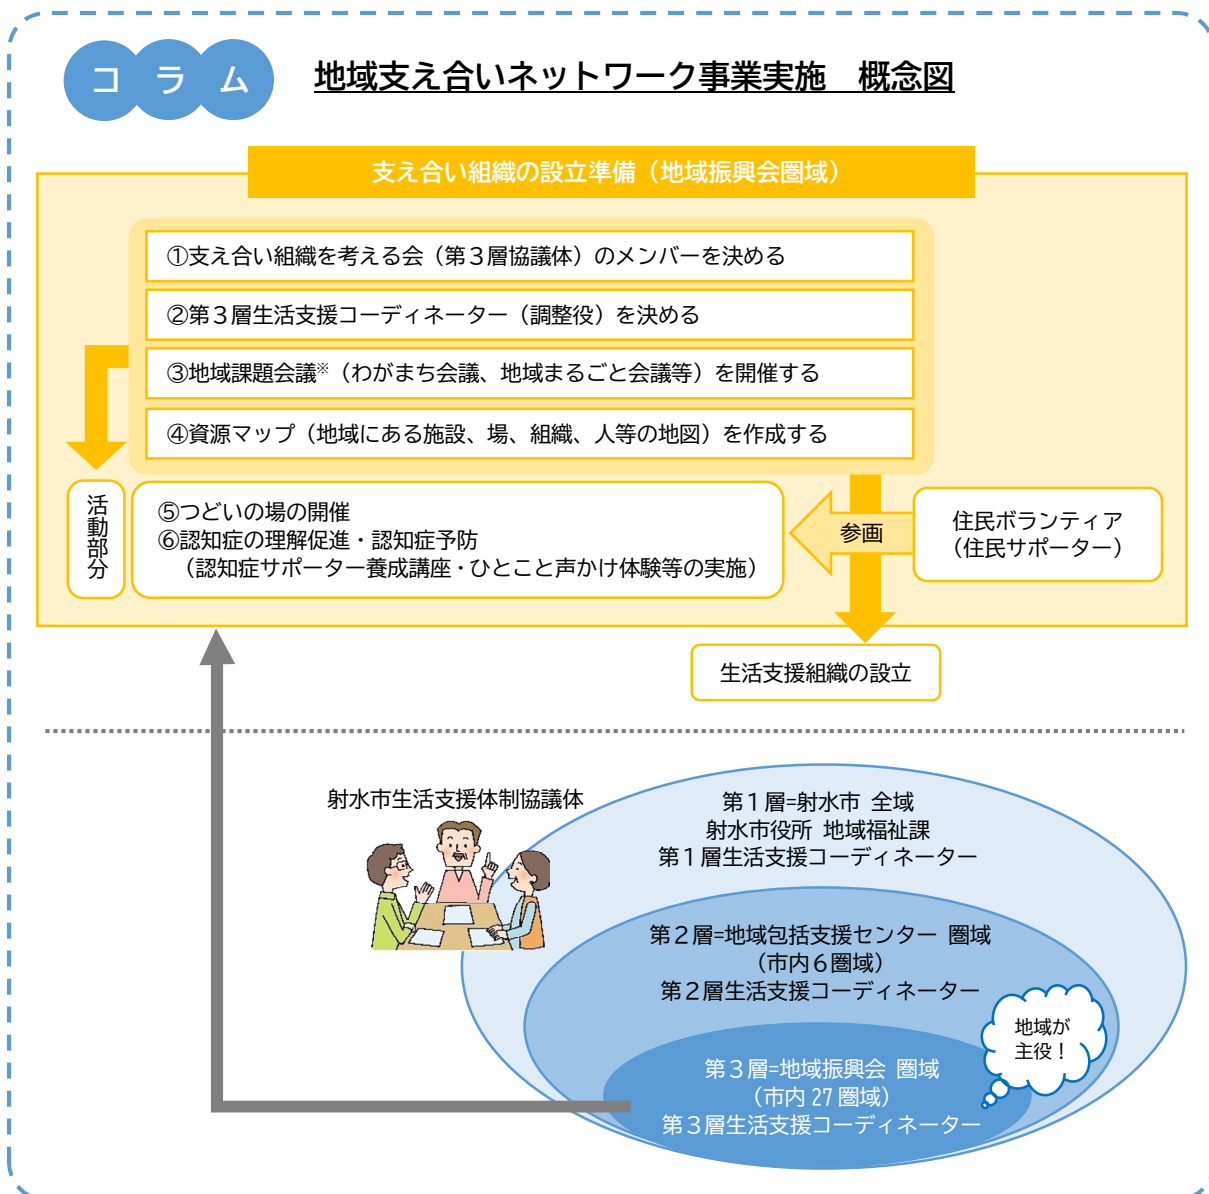 コラム
地域支え合いネットワーク事業実施　概念図
支え合い組織の設立準備（地域振興会圏域）
①支え合い組織を考える会（第３層協議体）のメンバーを決める
②第３層生活支援コーディネーター（調整役）を決める
③地域課題会議※（わがまち会議、地域まるごと会議等）を開催する
④資源マップ（地域にある施設、場、組織、人等の地図）を作成する
活動部分
⑤つどいの場の開催
⑥認知症の理解促進・認知症予防
（認知症サポーター養成講座・ひとこと声かけ体験等の実施）
参画
住民ボランティア
（住民サポーター）
生活支援組織の設立
射水市生活支援体制協議体
第１層=射水市 全域
射水市役所 地域福祉課
第１層生活支援コーディネーター
第２層=地域包括支援センター 圏域
（市内６圏域）
第２層生活支援コーディネーター
地域が
主役！
第３層=地域振興会 圏域
（市内 27 圏域）
第３層生活支援コーディネーター